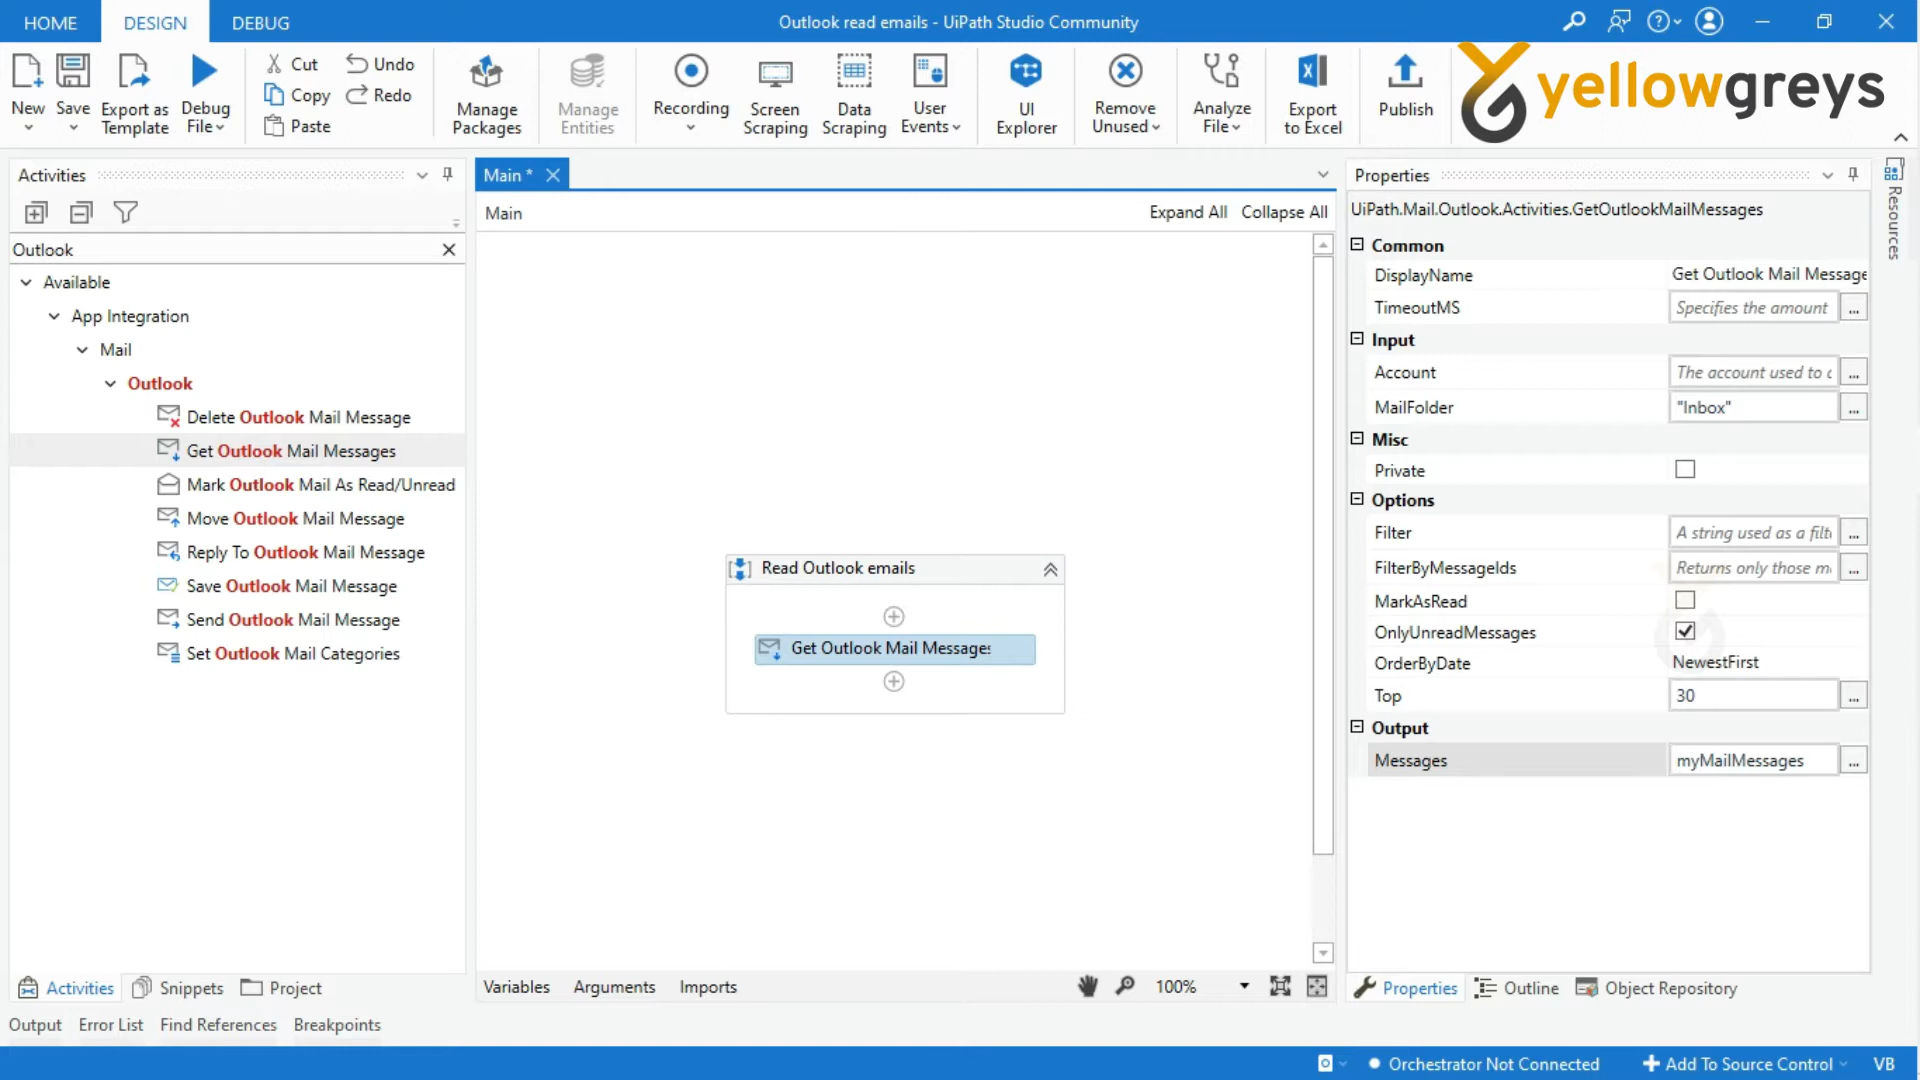 HOME DESIGN DEBUG Outlook read emails - UiPath Studio Community
New
Save
Export as
Template
Debug
File
Cut
Copy
Paste
Undo
Redo
Manage
Packages
Manage
Entities
Recording
Screen
Scraping
Data
Scraping
User
Events
UI
Explorer
Remove
Unused
Analyze
File
Export
to Excel
Publish
yellowgreys
Activities
Outlook
Available
App Integration
Mail
Outlook
Delete Outlook Mail Message
Get Outlook Mail Messages
Mark Outlook Mail As Read/Unread
Move Outlook Mail Message
Reply To Outlook Mail Message
Save Outlook Mail Message
Send Outlook Mail Message
Set Outlook Mail Categories
Activities Snippets Project
Main *
Main Expand All Collapse All
Read Outlook emails
Get Outlook Mail Messages
Variables Arguments Imports 100%
Properties
UiPath.Mail.Outlook.Activities.GetOutlookMailMessages
Common
DisplayName Get Outlook Mail Message
TimeoutMS Specifies the amount ...
Input
Account The account used to ...
MailFolder "Inbox" ...
Misc
Private
Options
Filter A string used as a filt ...
FilterByMessageIds Returns only those m ...
MarkAsRead
OnlyUnreadMessages
OrderByDate NewestFirst
Top 30 ...
Output
Messages myMailMessages ...
Properties Outline Object Repository
Resources
Output Error List Find References Breakpoints
Orchestrator Not Connected Add To Source Control VB